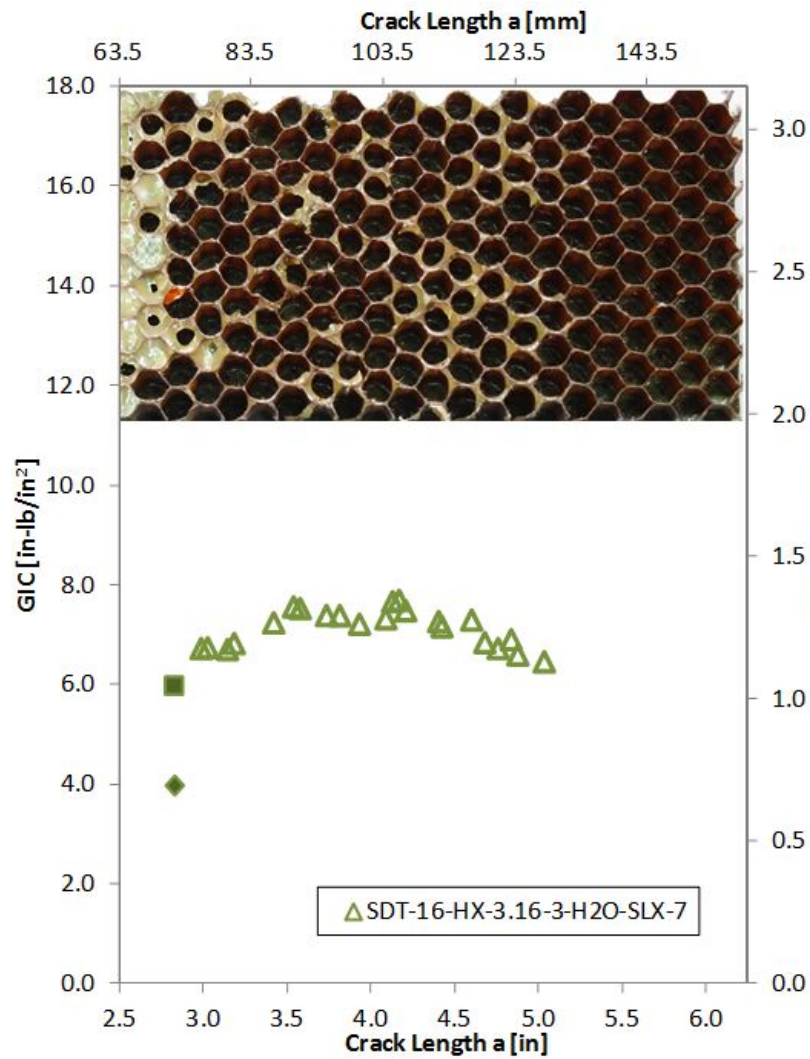 Crack Length a [mm]
63.5 83.5 103.5 123.5 143.5
18.0
16.0
14.0
12.0
10.0
8.0
6.0
4.0
2.0
0.0
GIC [in-lb/in²]
3.0
2.5
2.0
1.5
1.0
0.5
0.0
SDT-16-HX-3.16-3-H2O-SLX-7
2.5 3.0 3.5 4.0 4.5 5.0 5.5 6.0
Crack Length a [in]